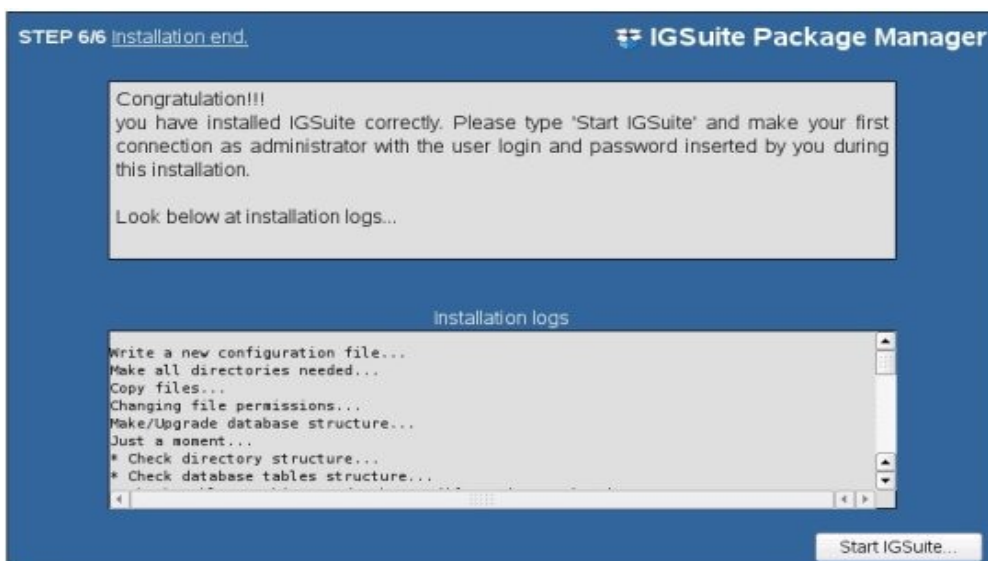 STEP 6/6 Installation end.
IGSuite Package Manager
Congratulation!!!
you have installed IGSuite correctly. Please type 'Start IGSuite' and make your first
connection as administrator with the user login and password inserted by you during
this installation.
Look below at installation logs...
Installation logs
Write a new configuration file...
Make all directories needed...
Copy files...
Changing file permissions...
Make/Upgrade database structure...
Just a moment...
* Check directory structure...
* Check database tables structure...
Start IGSuite...